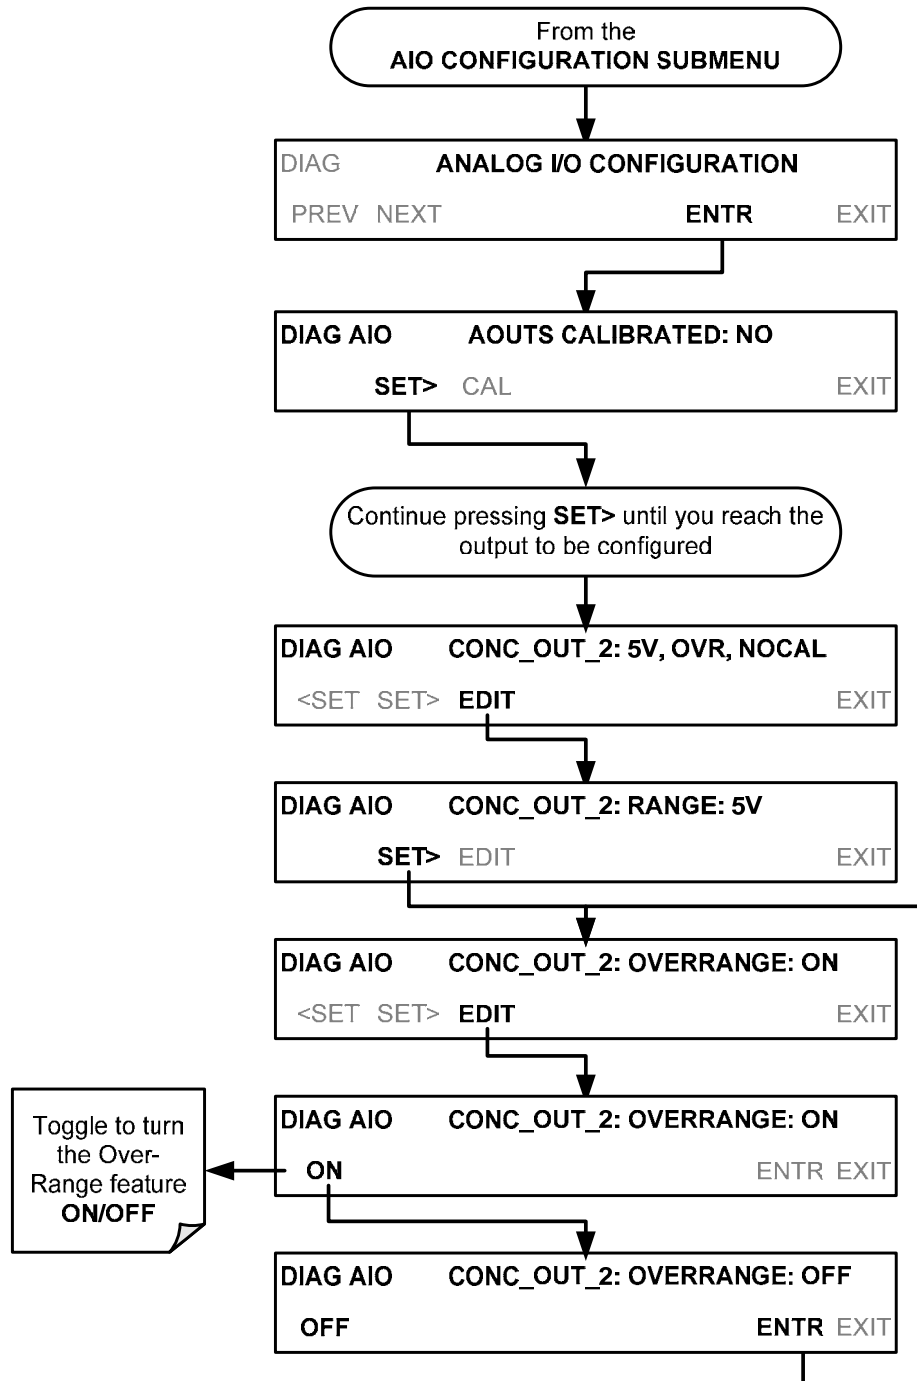 From the
AIO CONFIGURATION SUBMENU
DIAG ANALOG I/O CONFIGURATION
PREV NEXT ENTR EXIT
DIAG AIO AOUTS CALIBRATED: NO
SET> CAL EXIT
Continue pressing SET> until you reach the
output to be configured
DIAG AIO CONC_OUT_2: 5V, OVR, NOCAL
<SET SET> EDIT EXIT
DIAG AIO CONC_OUT_2: RANGE: 5V
SET> EDIT EXIT
DIAG AIO CONC_OUT_2: OVERRANGE: ON
<SET SET> EDIT EXIT
Toggle to turn
the Over-
Range feature
ON/OFF
DIAG AIO CONC_OUT_2: OVERRANGE: ON
ON ENTR EXIT
DIAG AIO CONC_OUT_2: OVERRANGE: OFF
OFF ENTR EXIT